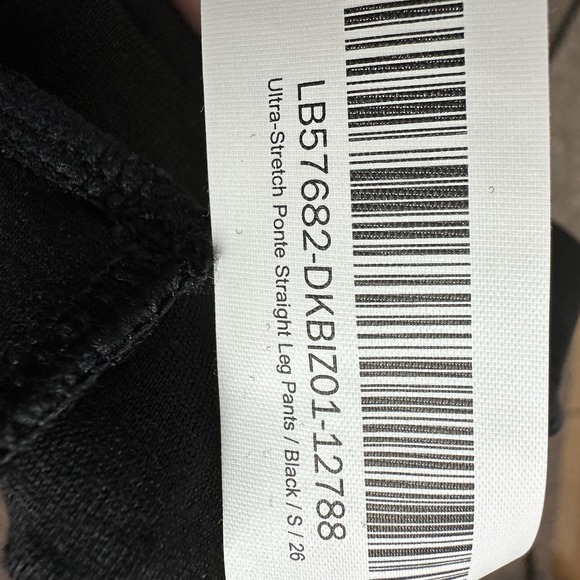 LB57682-DKBIZ01-12788
Ultra-Stretch Ponte Straight Leg Pants / Black / S / 26